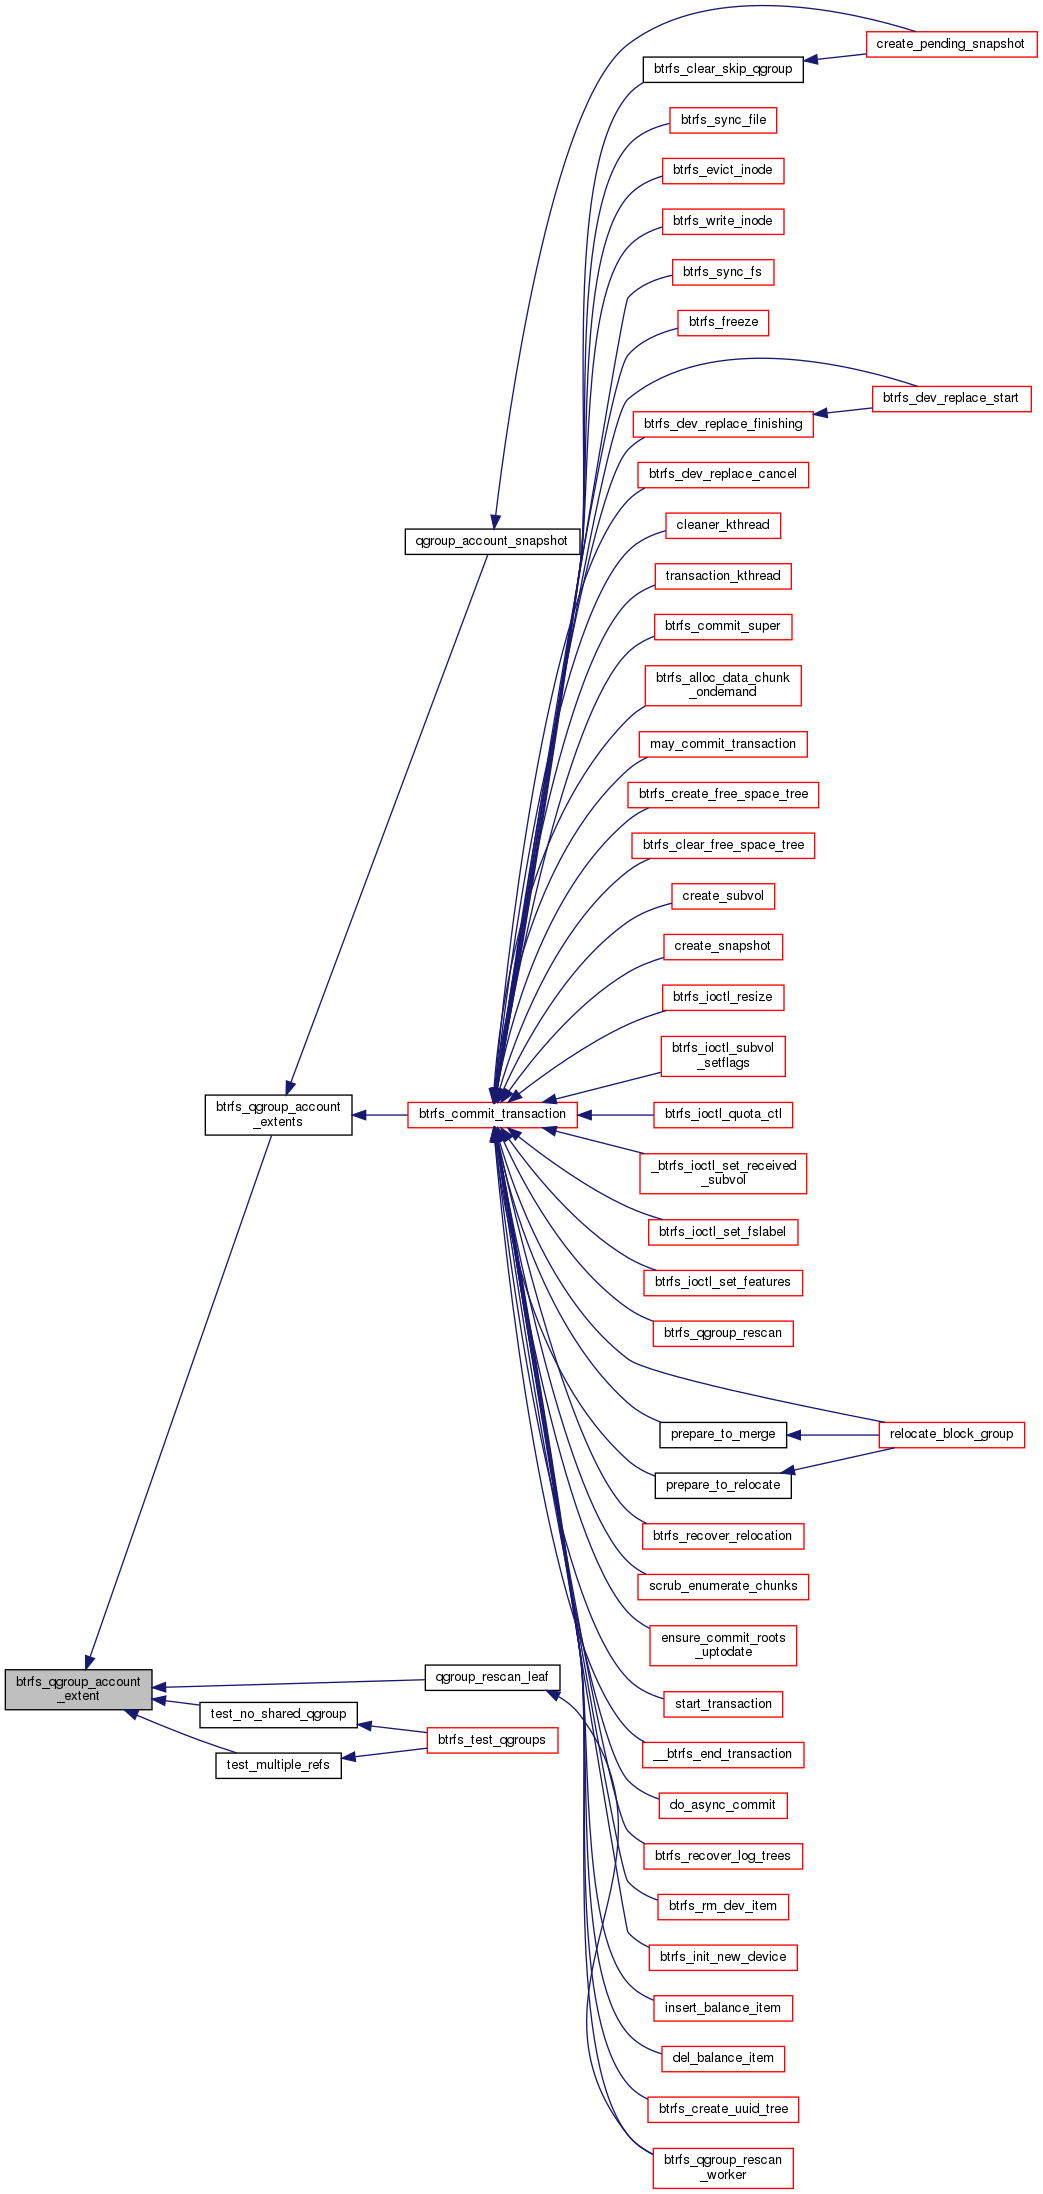 create_pending_snapshot
btrfs_clear_skip_qgroup
btrfs_sync_file
btrfs_evict_inode
btrfs_write_inode
btrfs_sync_fs
btrfs_freeze
btrfs_dev_replace_start
btrfs_dev_replace_finishing
btrfs_dev_replace_cancel
cleaner_kthread
qgroup_account_snapshot
transaction_kthread
btrfs_commit_super
btrfs_alloc_data_chunk
_ondemand
may_commit_transaction
btrfs_create_free_space_tree
btrfs_clear_free_space_tree
create_subvol
create_snapshot
btrfs_ioctl_resize
btrfs_ioctl_subvol
_setflags
btrfs_qgroup_account
_extents
btrfs_commit_transaction
btrfs_ioctl_quota_ctl
_btrfs_ioctl_set_received
_subvol
btrfs_ioctl_set_fslabel
btrfs_ioctl_set_features
btrfs_qgroup_rescan
prepare_to_merge
relocate_block_group
prepare_to_relocate
btrfs_recover_relocation
scrub_enumerate_chunks
ensure_commit_roots
_uptodate
btrfs_qgroup_account
_extent
qgroup_rescan_leaf
start_transaction
test_no_shared_qgroup
btrfs_test_qgroups
test_multiple_refs
__btrfs_end_transaction
do_async_commit
btrfs_recover_log_trees
btrfs_rm_dev_item
btrfs_init_new_device
insert_balance_item
del_balance_item
btrfs_create_uuid_tree
btrfs_qgroup_rescan
_worker